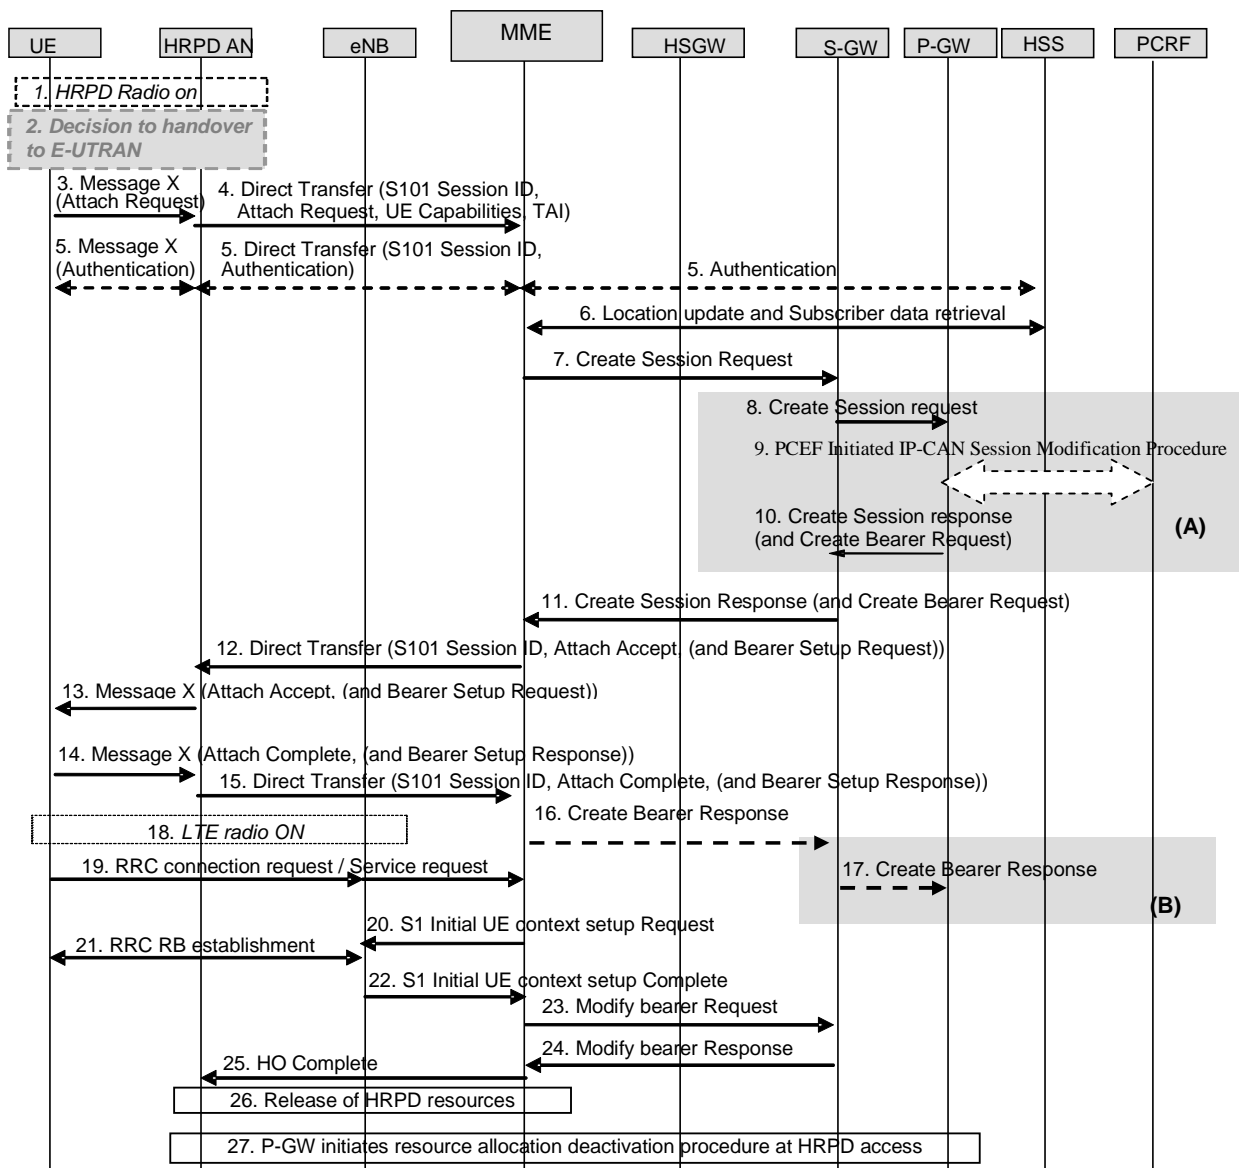 UE
HRPD AN
eNB
MME
HSGW
S-GW
P-GW
HSS
PCRF
1. HRPD Radio on
2. Decision to handover
to E-UTRAN
3. Message X
(Attach Request)
4. Direct Transfer (S101 Session ID,
Attach Request, UE Capabilities, TAI)
5. Message X
(Authentication)
5. Direct Transfer (S101 Session ID,
Authentication)
5. Authentication
6. Location update and Subscriber data retrieval
7. Create Session Request
8. Create Session request
9. PCEF Initiated IP-CAN Session Modification Procedure
10. Create Session response
(and Create Bearer Request)
(A)
11. Create Session Response (and Create Bearer Request)
12. Direct Transfer (S101 Session ID, Attach Accept, (and Bearer Setup Request))
13. Message X (Attach Accept, (and Bearer Setup Request))
14. Message X (Attach Complete, (and Bearer Setup Response))
15. Direct Transfer (S101 Session ID, Attach Complete, (and Bearer Setup Response))
16. Create Bearer Response
18. LTE radio ON
17. Create Bearer Response
(B)
19. RRC connection request / Service request
20. S1 Initial UE context setup Request
21. RRC RB establishment
22. S1 Initial UE context setup Complete
23. Modify bearer Request
24. Modify bearer Response
25. HO Complete
26. Release of HRPD resources
27. P-GW initiates resource allocation deactivation procedure at HRPD access